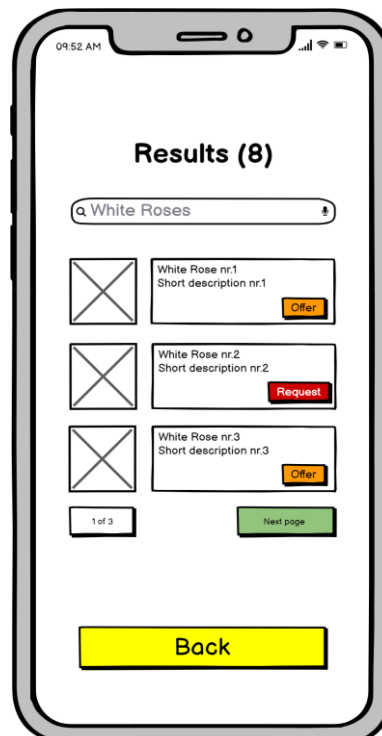 09:52 AM
Results (8)
White Roses
White Rose nr.1
Short description nr.1
Offer
White Rose nr.2
Short description nr.2
Request
White Rose nr.3
Short description nr.3
Offer
1 of 3
Next page
Back